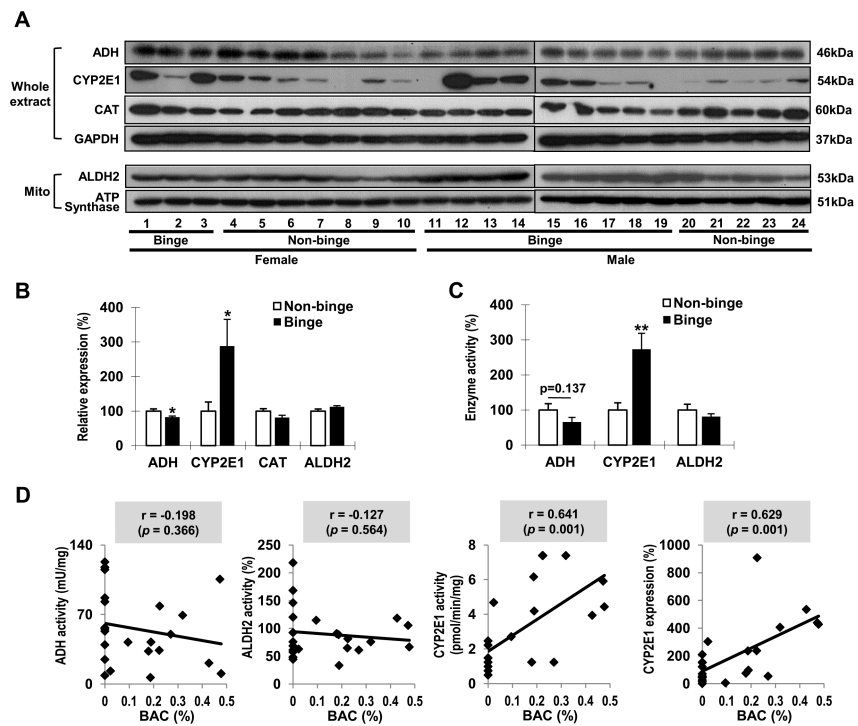 A
Whole extract
ADH 46kDa
CYP2E1 54kDa
CAT 60kDa
GAPDH 37kDa
Mito
ALDH2 53kDa
ATP Synthase 51kDa
1 2 3 4 5 6 7 8 9 10 11 12 13 14 15 16 17 18 19 20 21 22 23 24
Binge Non-binge Binge Non-binge
Female Male
B
Relative expression (%)
400
300
200
100
0
Non-binge
Binge
*
*
ADH CYP2E1 CAT ALDH2
C
Enzyme activity (%)
400
300
200
100
0
Non-binge
Binge
p=0.137
**
ADH CYP2E1 ALDH2
D
r = -0.198
(p = 0.366)
ADH activity (mU/mg)
140
70
0
0 0.1 0.2 0.3 0.4 0.5
BAC (%)
r = -0.127
(p = 0.564)
ALDH2 activity (%)
250
200
150
100
50
0
0 0.1 0.2 0.3 0.4 0.5
BAC (%)
r = 0.641
(p = 0.001)
CYP2E1 activity
(pmol/min/mg)
8
6
4
2
0
0 0.1 0.2 0.3 0.4 0.5
BAC (%)
r = 0.629
(p = 0.001)
CYP2E1 expression (%)
1000
800
600
400
200
0
0 0.1 0.2 0.3 0.4 0.5
BAC (%)